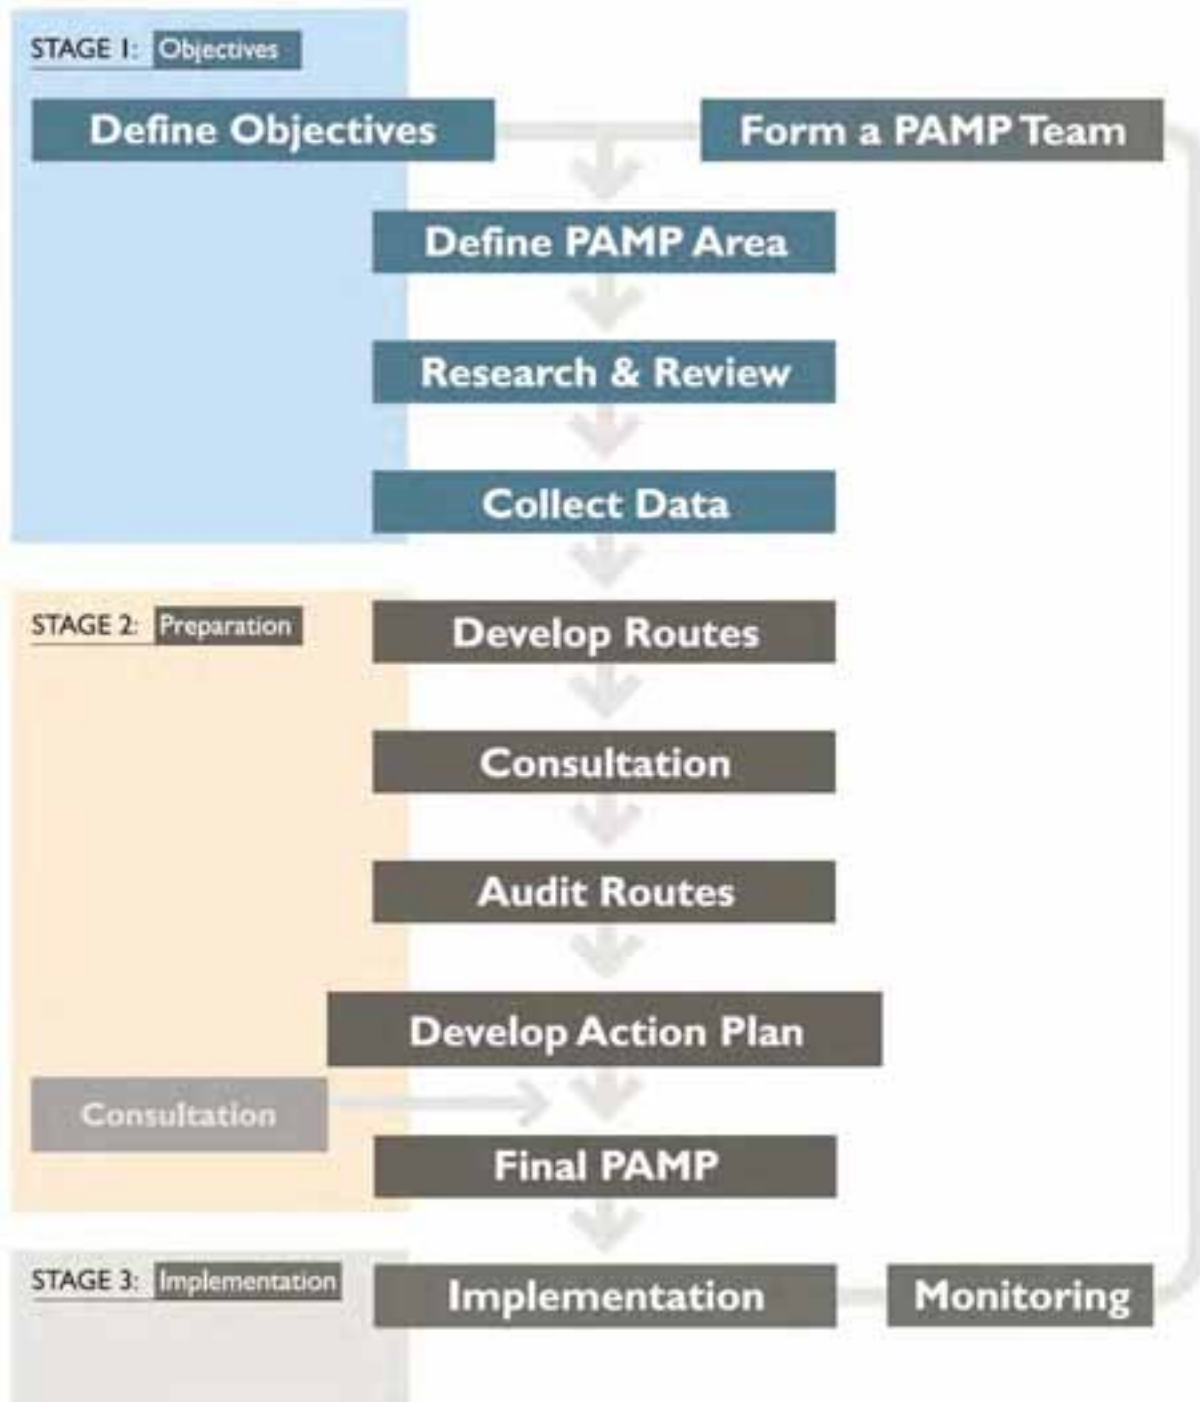 STAGE 1: Objectives
Define Objectives
Form a PAMP Team
Define PAMP Area
Research & Review
Collect Data
STAGE 2: Preparation
Develop Routes
Consultation
Audit Routes
Develop Action Plan
Consultation
Final PAMP
STAGE 3: Implementation
Implementation
Monitoring